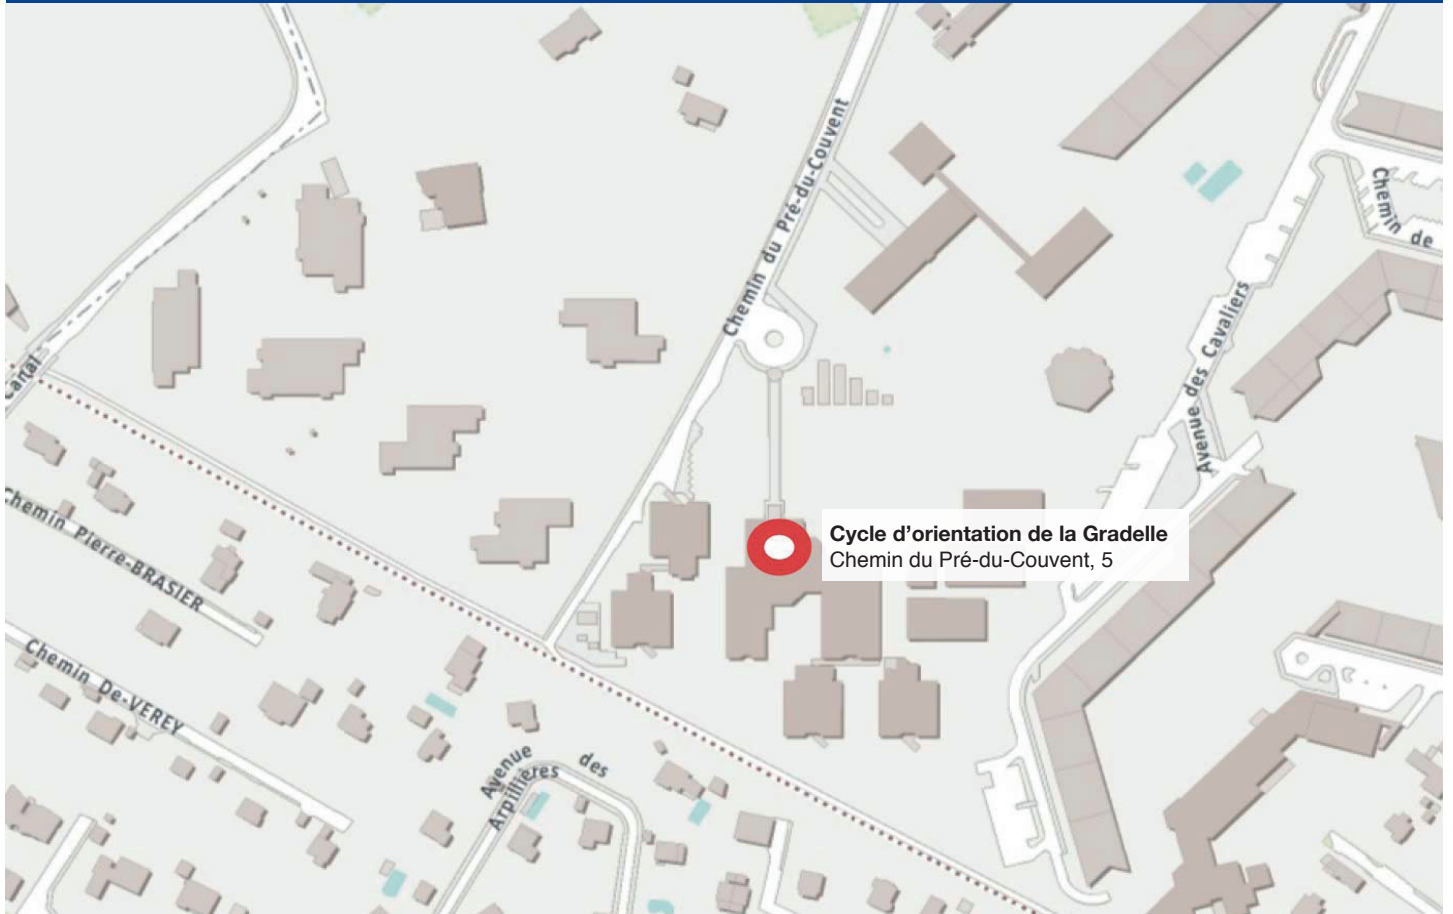 Chemin du Pré-du-Couvent
Chemin de
Avenue des Cavaliers
Canal
Chemin Pierre-BRASIER
Cycle d’orientation de la Gradelle
Chemin du Pré-du-Couvent, 5
Chemin De-VEREY
Avenue des
Arpillières